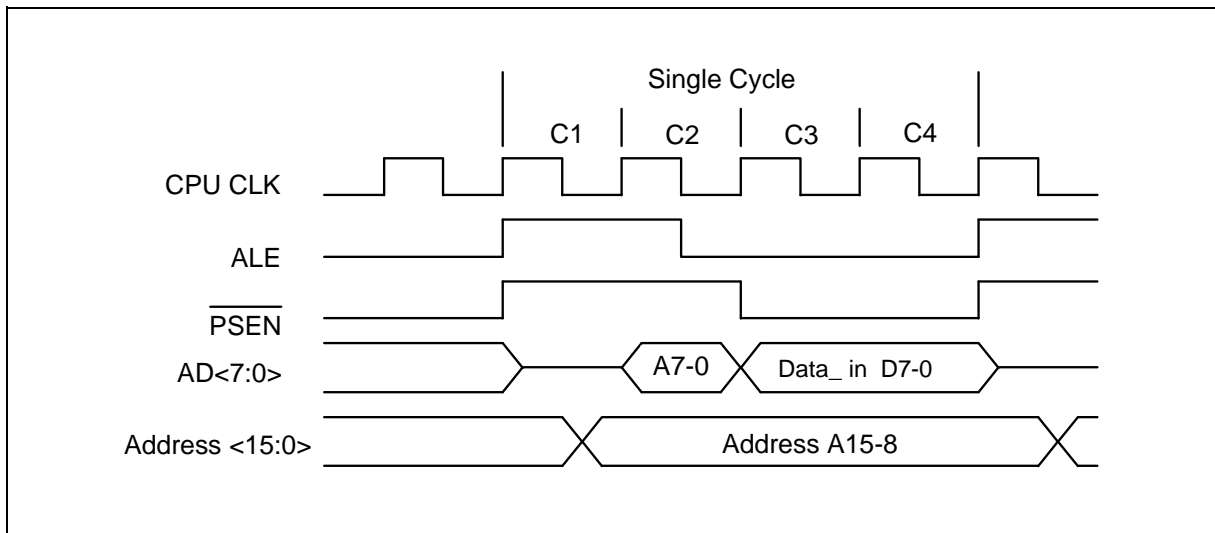 Single Cycle
C1 C2 C3 C4
CPU CLK
ALE
PSEN
AD<7:0> A7-0 Data_ in D7-0
Address <15:0> Address A15-8